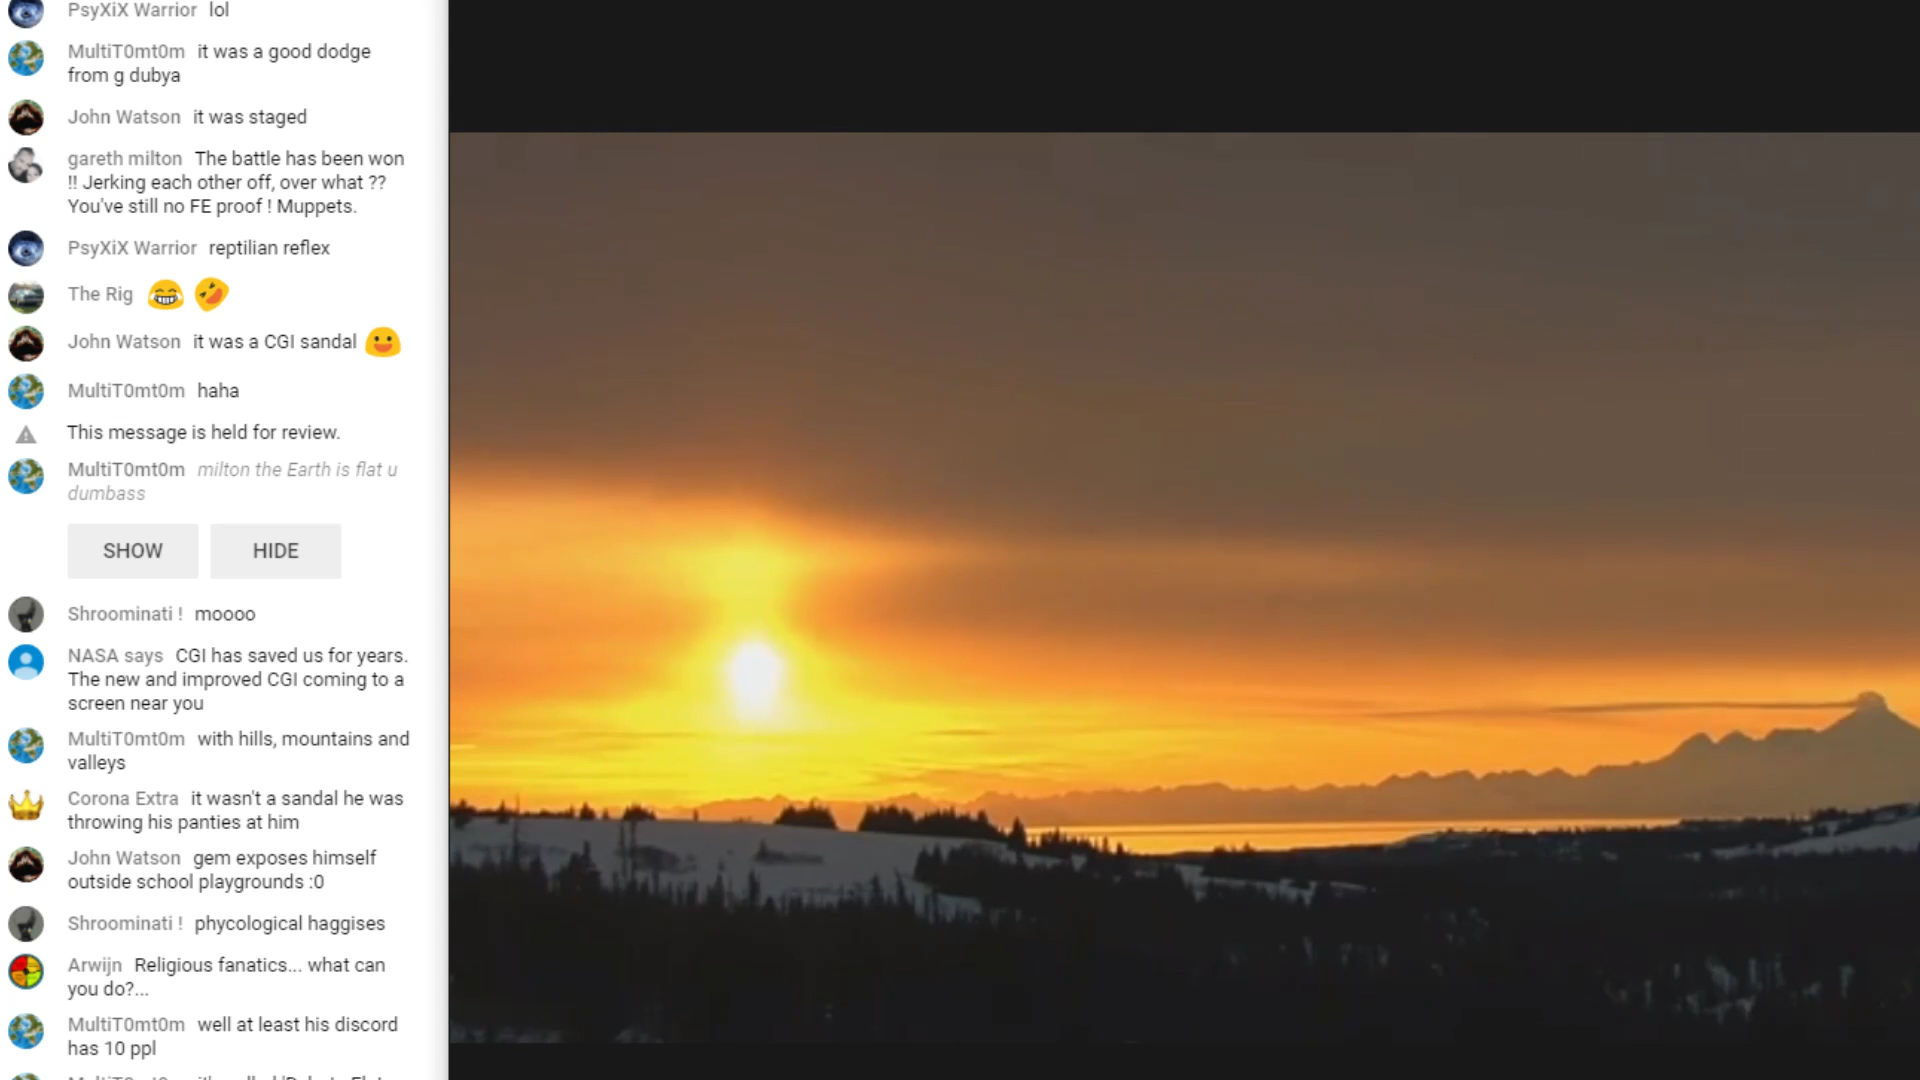 PsyXiX Warrior lol
MultiT0mt0m it was a good dodge
from g dubya
John Watson it was staged
gareth milton The battle has been won
!! Jerking each other off, over what ??
You've still no FE proof ! Muppets.
PsyXiX Warrior reptilian reflex
The Rig 😂 🤣
John Watson it was a CGI sandal 😃
MultiT0mt0m haha
This message is held for review.
MultiT0mt0m milton the Earth is flat u
dumbass
SHOW HIDE
Shroominati ! moooo
NASA says CGI has saved us for years.
The new and improved CGI coming to a
screen near you
MultiT0mt0m with hills, mountains and
valleys
Corona Extra it wasn't a sandal he was
throwing his panties at him
John Watson gem exposes himself
outside school playgrounds :0
Shroominati ! phycological haggises
Arwijn Religious fanatics... what can
you do?...
MultiT0mt0m well at least his discord
has 10 ppl